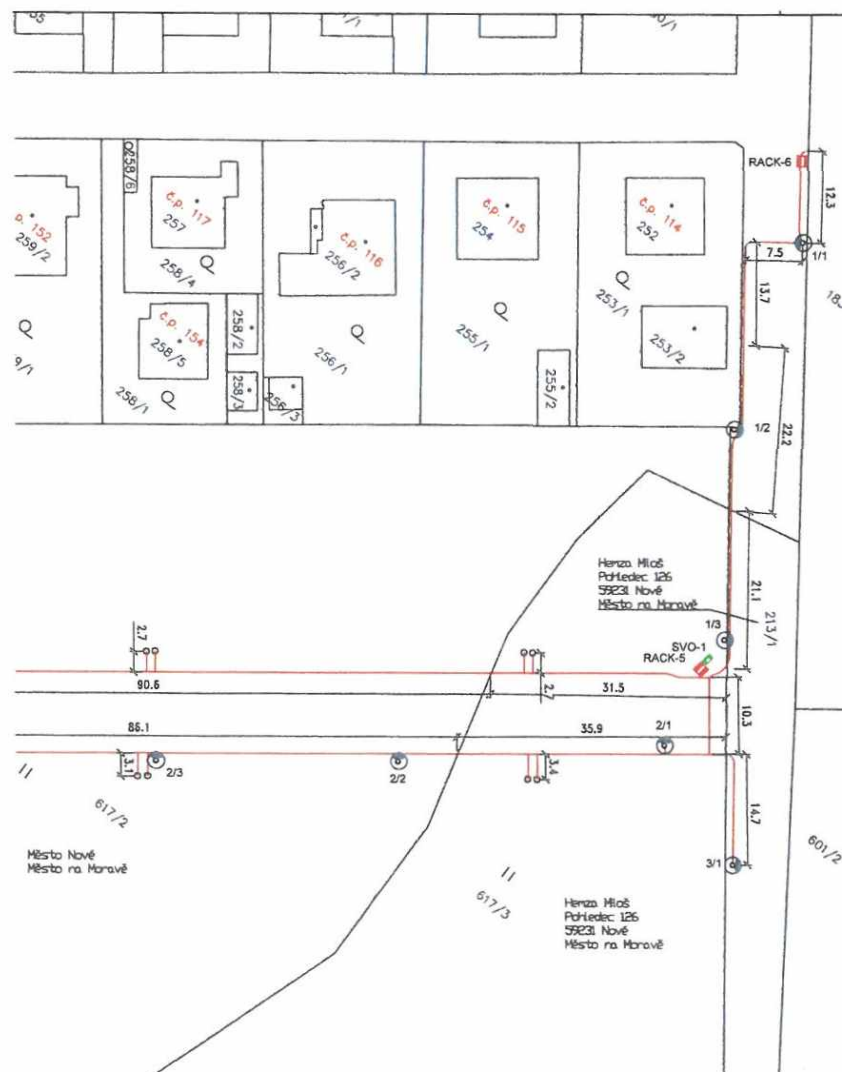 RACK-6
12.3
258/6
č.p. 117
257
č.p. 115
254
č.p. 114
252
p. 152
259/2
č.p. 116
256/2
7.5
1/1
258/4
253/1
13.7
č.p. 154
258/5
258/2
256/1
255/1
253/2
9/1
258/1
258/3
256/3
255/2
1/2
22.2
Hemza Miloš
Pohledec 126
59231 Nové
Město na Moravě
21.1
213/1
1/3
SVO-1
RACK-5
2.7
90.6
2.7
31.5
10.3
86.1
35.9
2/1
3.1
2/3
2/2
3.4
14.7
617/2
601/2
3/1
Město Nové
Město na Moravě
617/3
Hemza Miloš
Pohledec 126
59231 Nové
Město na Moravě